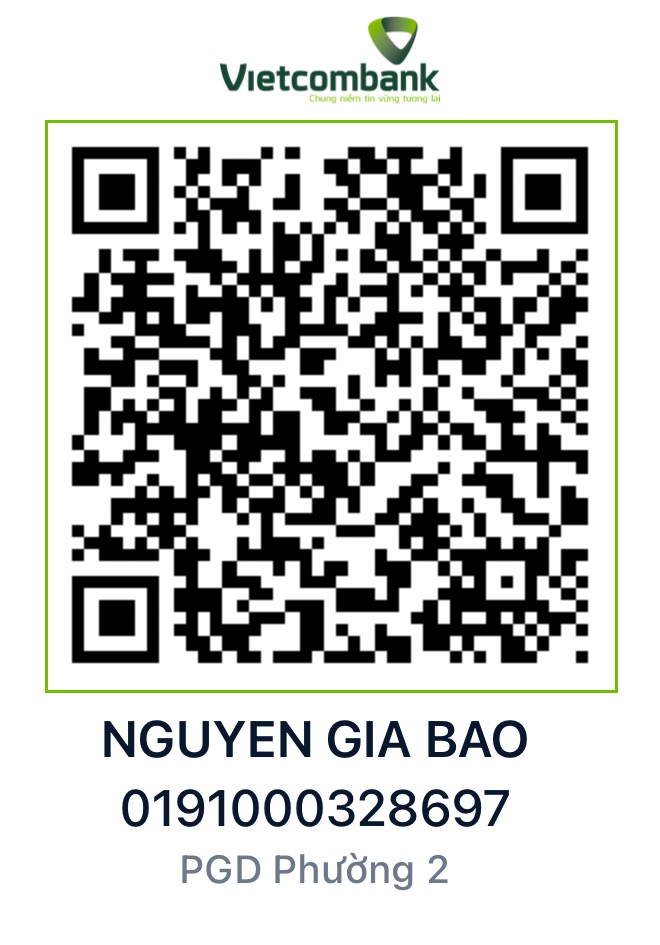 Vietcombank
Chung niềm tin vững tương lai
NGUYEN GIA BAO
0191000328697
PGD Phường 2